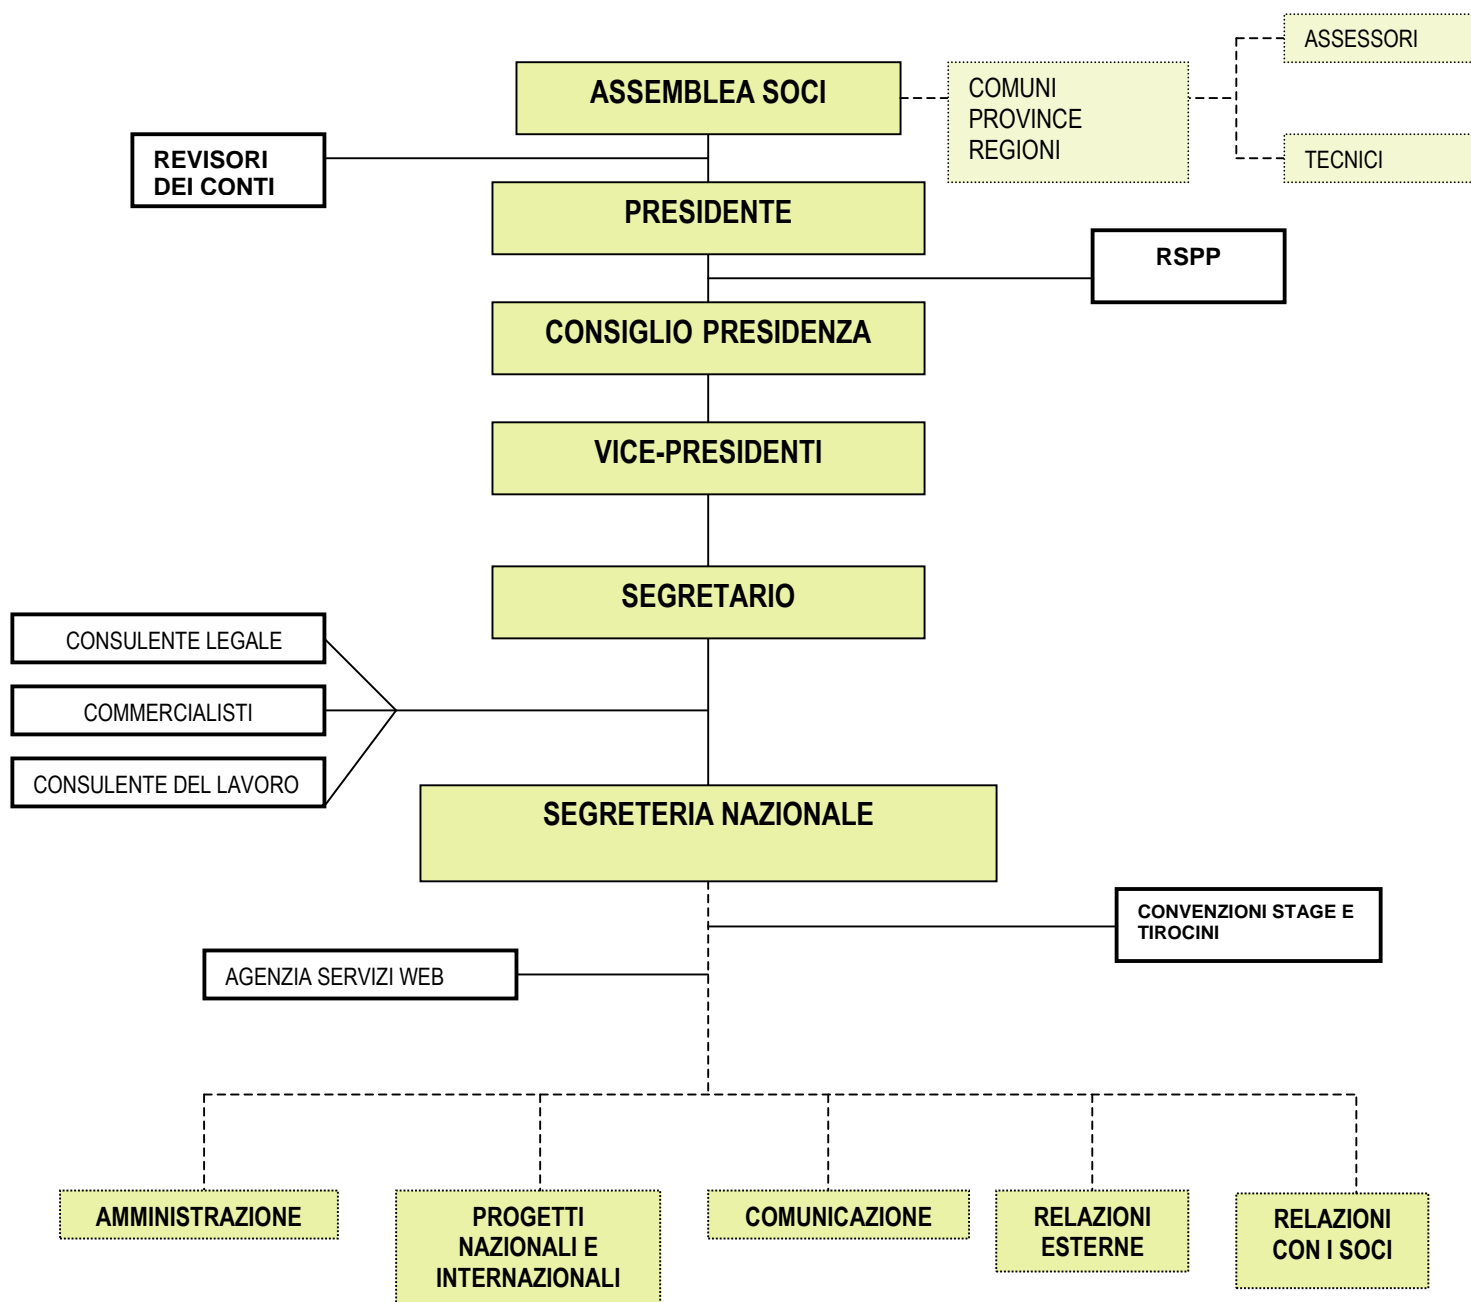 ASSESSORI
ASSEMBLEA SOCI
COMUNI
PROVINCE
REGIONI
REVISORI
DEI CONTI
TECNICI
PRESIDENTE
RSPP
CONSIGLIO PRESIDENZA
VICE-PRESIDENTI
SEGRETARIO
CONSULENTE LEGALE
COMMERCIALISTI
CONSULENTE DEL LAVORO
SEGRETERIA NAZIONALE
CONVENZIONI STAGE E
TIROCINI
AGENZIA SERVIZI WEB
AMMINISTRAZIONE
PROGETTI
NAZIONALI E
INTERNAZIONALI
COMUNICAZIONE
RELAZIONI
ESTERNE
RELAZIONI
CON I SOCI